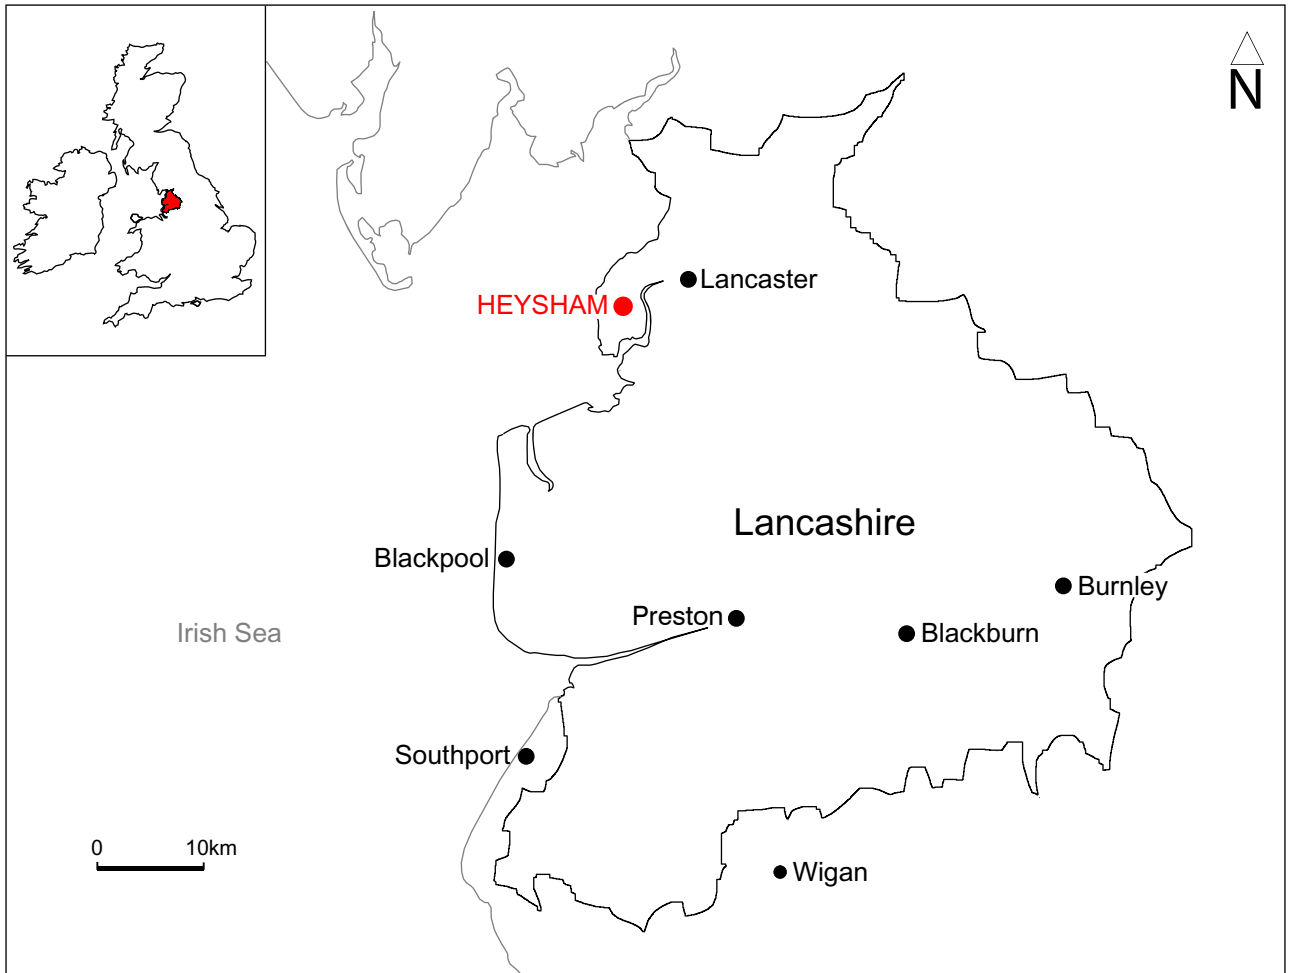 N
Lancaster
HEYSHAM
Lancashire
Blackpool
Burnley
Preston
Irish Sea
Blackburn
Southport
0 10km
Wigan